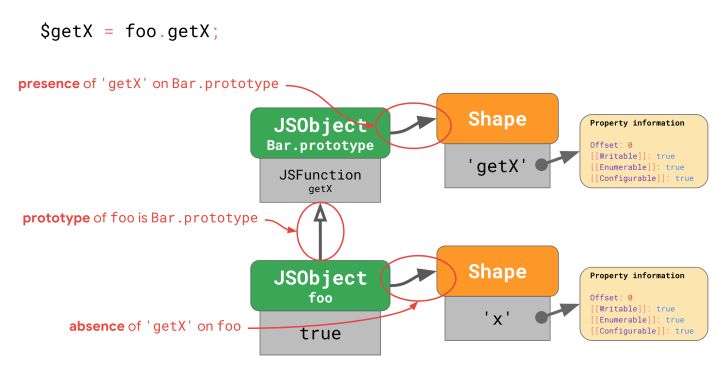 $getX = foo.getX;
presence of 'getX' on Bar.prototype
JSObject
Bar.prototype
JSFunction
getX
Shape
'getX'
Property information
Offset: 0
[[Writable]]: true
[[Enumerable]]: true
[[Configurable]]: true
prototype of foo is Bar.prototype
JSObject
foo
true
Shape
'x'
Property information
Offset: 0
[[Writable]]: true
[[Enumerable]]: true
[[Configurable]]: true
absence of 'getX' on foo